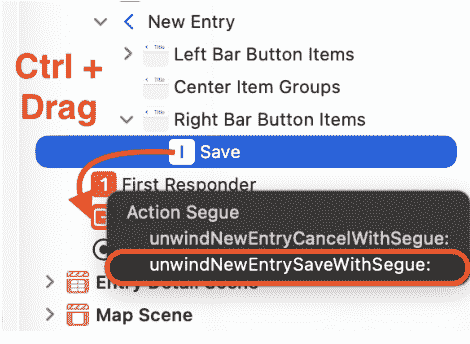 New Entry
Left Bar Button Items
Ctrl +
Drag
Center Item Groups
Right Bar Button Items
Save
1 First Responder
Action Segue
unwindNewEntryCancelWithSegue:
unwindNewEntrySaveWithSegue:
Entry Detail Scene
Map Scene